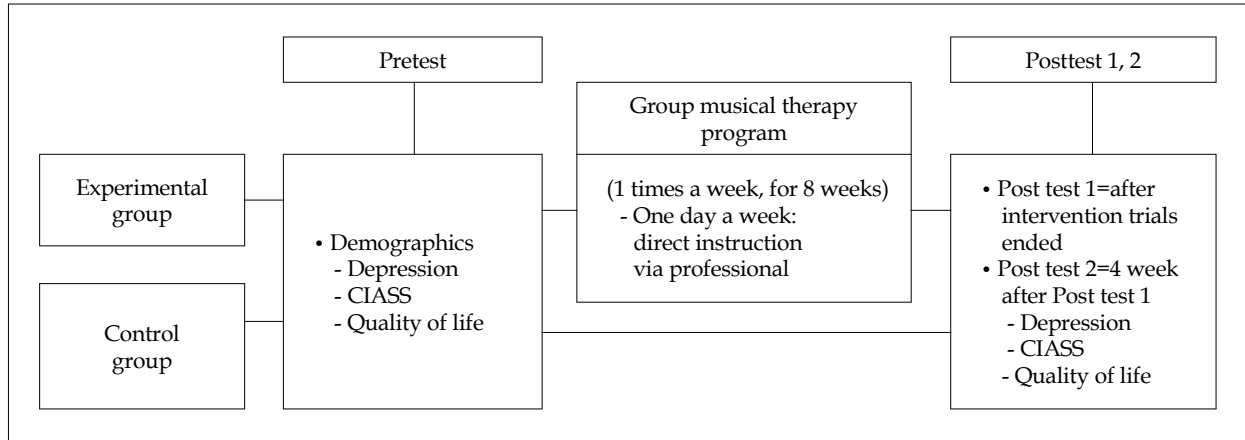 Pretest
Posttest 1, 2
Group musical therapy
program
Experimental
group
Control
group
• Demographics
- Depression
- CIASS
- Quality of life
(1 times a week, for 8 weeks)
- One day a week:
direct instruction
via professional
• Post test 1=after
intervention trials
ended
• Post test 2=4 week
after Post test 1
- Depression
- CIASS
- Quality of life